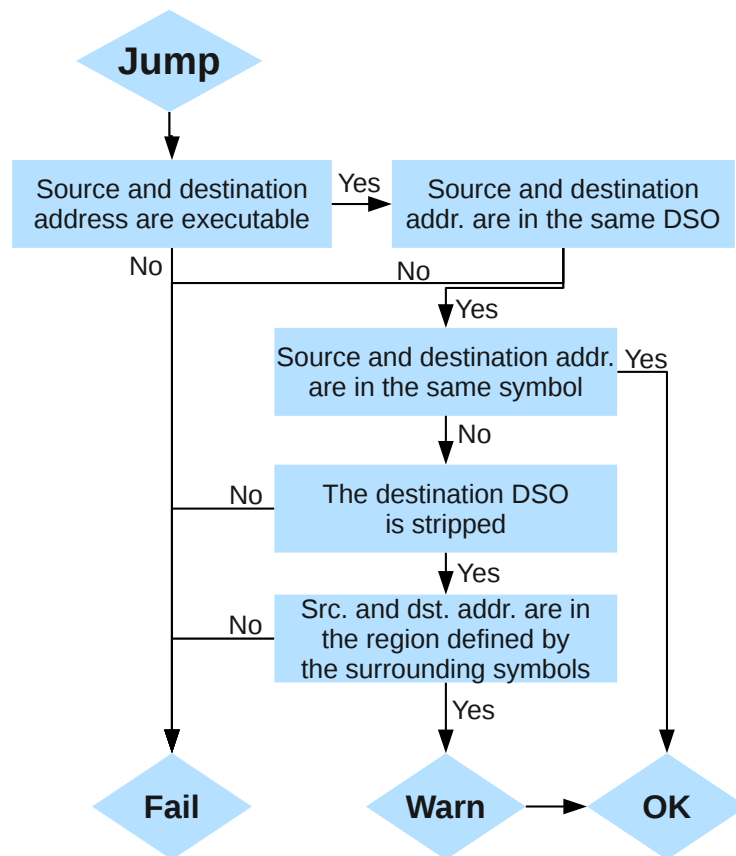 Jump
Source and destination
address are executable
Yes
Source and destination
addr. are in the same DSO
No
No
Yes
Source and destination addr.
are in the same symbol
Yes
No
The destination DSO
is stripped
No
Yes
Src. and dst. addr. are in
the region defined by
the surrounding symbols
No
Yes
Fail
Warn
OK